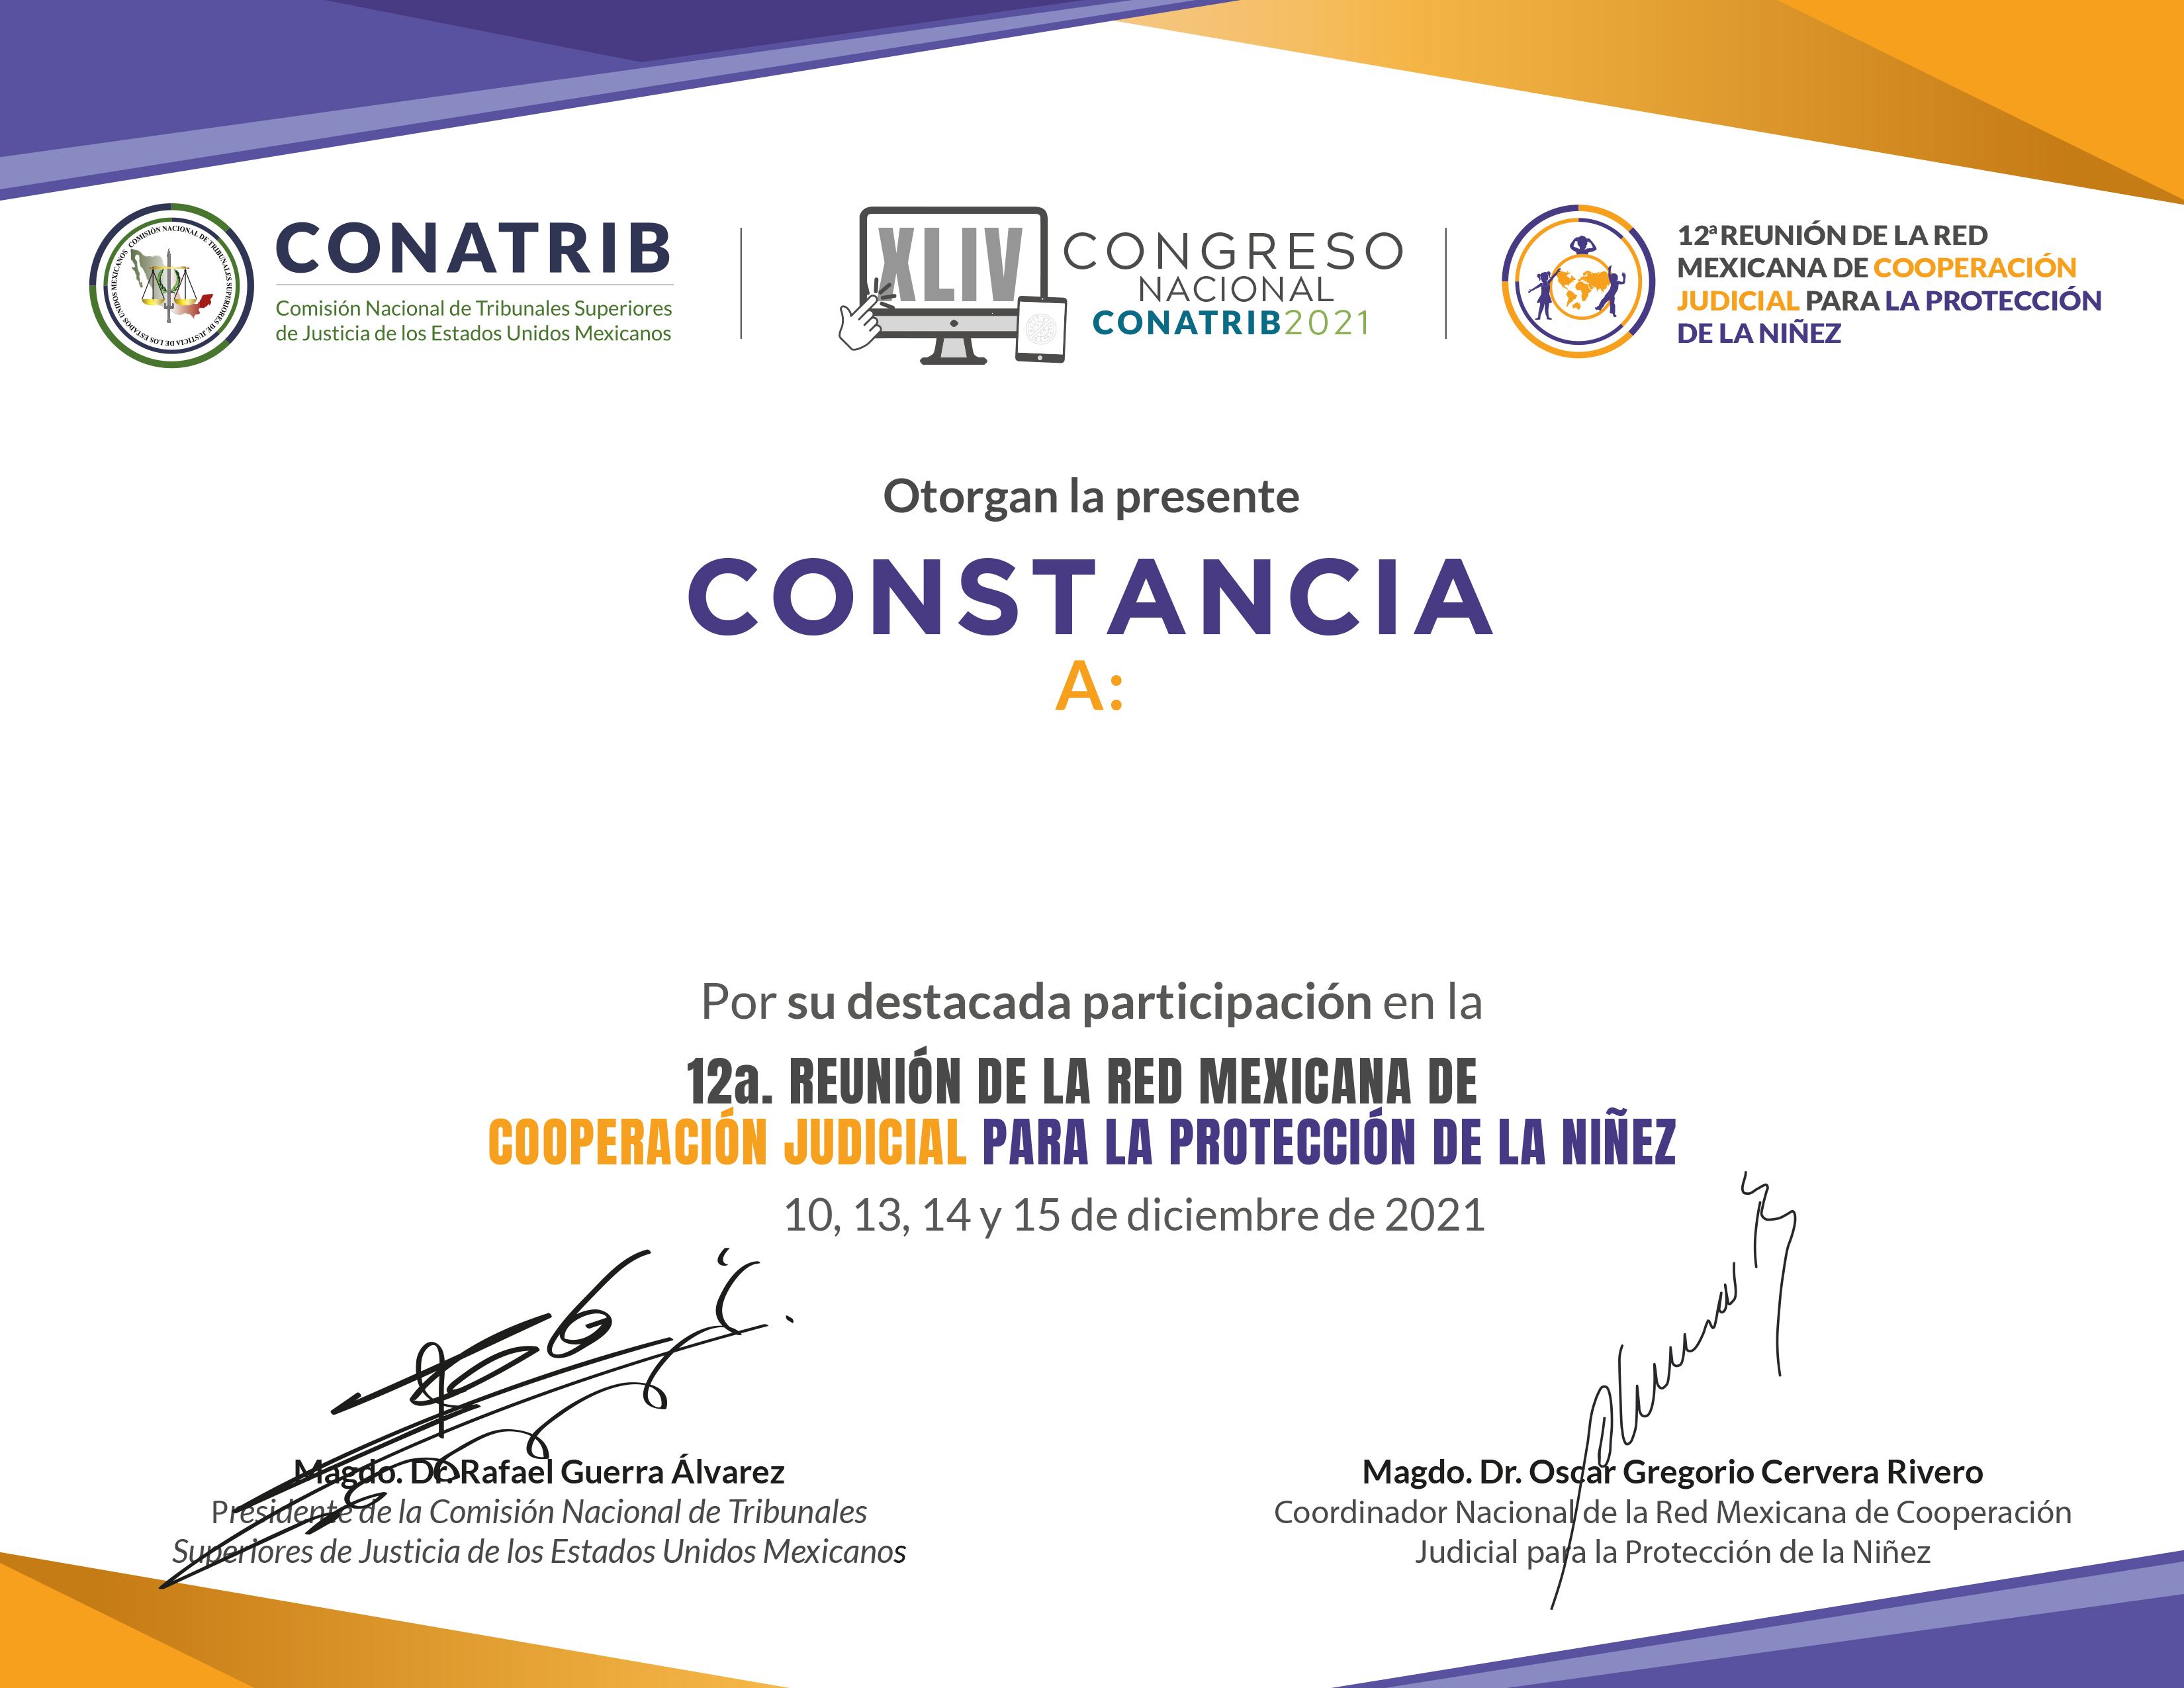 COMISIÓN NACIONAL DE TRIBUNALES SUPERIORES DE JUSTICIA DE LOS ESTADOS UNIDOS MEXICANOS
CONATRIB
Comisión Nacional de Tribunales Superiores
de Justicia de los Estados Unidos Mexicanos
XLIV
CONGRESO
NACIONAL
CONATRIB2021
12ª REUNIÓN DE LA RED
MEXICANA DE COOPERACIÓN
JUDICIAL PARA LA PROTECCIÓN
DE LA NIÑEZ
Otorgan la presente
CONSTANCIA
A:
Por su destacada participación en la
12a. REUNIÓN DE LA RED MEXICANA DE
COOPERACIÓN JUDICIAL PARA LA PROTECCIÓN DE LA NIÑEZ
10, 13, 14 y 15 de diciembre de 2021
Magdo. Dr. Rafael Guerra Álvarez
Presidente de la Comisión Nacional de Tribunales
Superiores de Justicia de los Estados Unidos Mexicanos
Magdo. Dr. Oscar Gregorio Cervera Rivero
Coordinador Nacional de la Red Mexicana de Cooperación
Judicial para la Protección de la Niñez